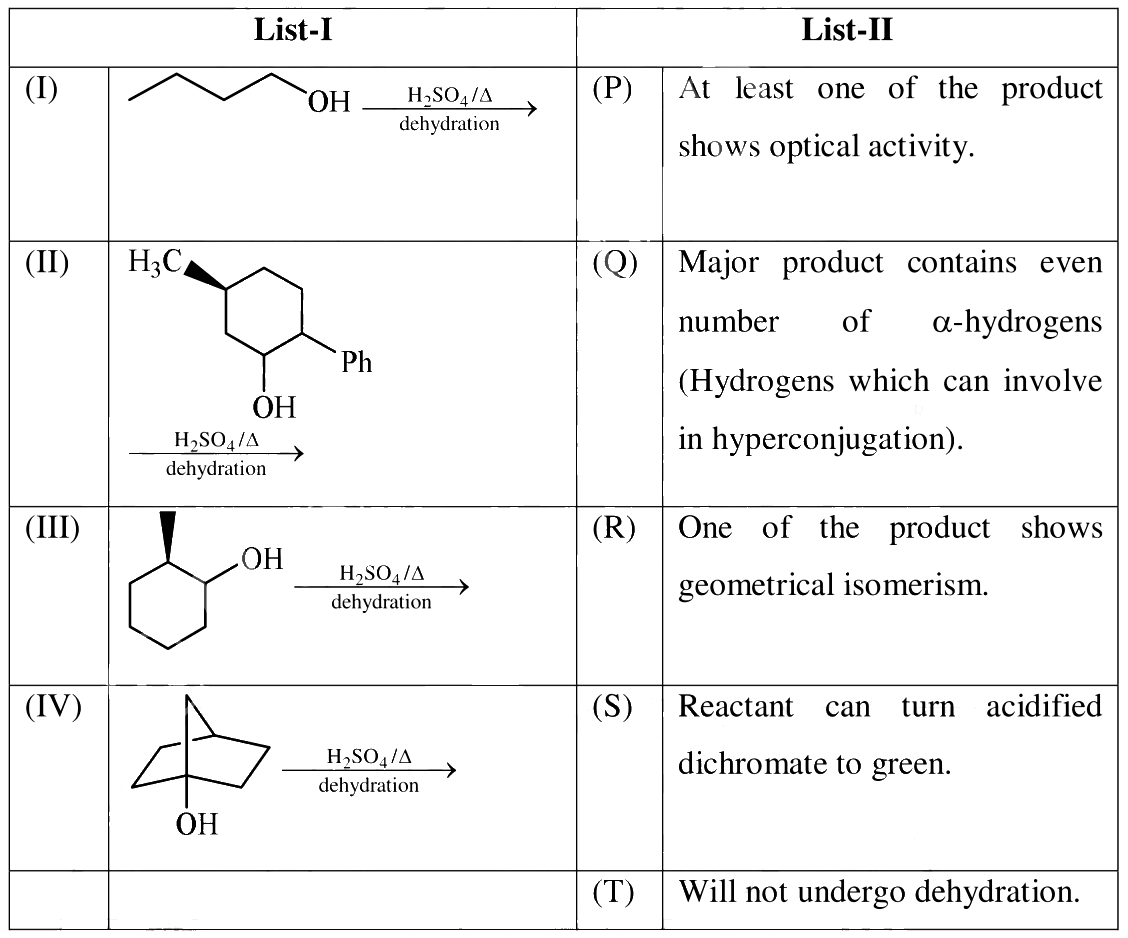 List-I List-II
(I) OH H₂SO₄/Δ dehydration (P) At least one of the product
shows optical activity.
(II) H₃C Ph OH (Q) Major product contains even
number of α-hydrogens
(Hydrogens which can involve
H₂SO₄/Δ dehydration in hyperconjugation).
(III) OH H₂SO₄/Δ dehydration (R) One of the product shows
geometrical isomerism.
(IV) OH H₂SO₄/Δ dehydration (S) Reactant can turn acidified
dichromate to green.
(T) Will not undergo dehydration.